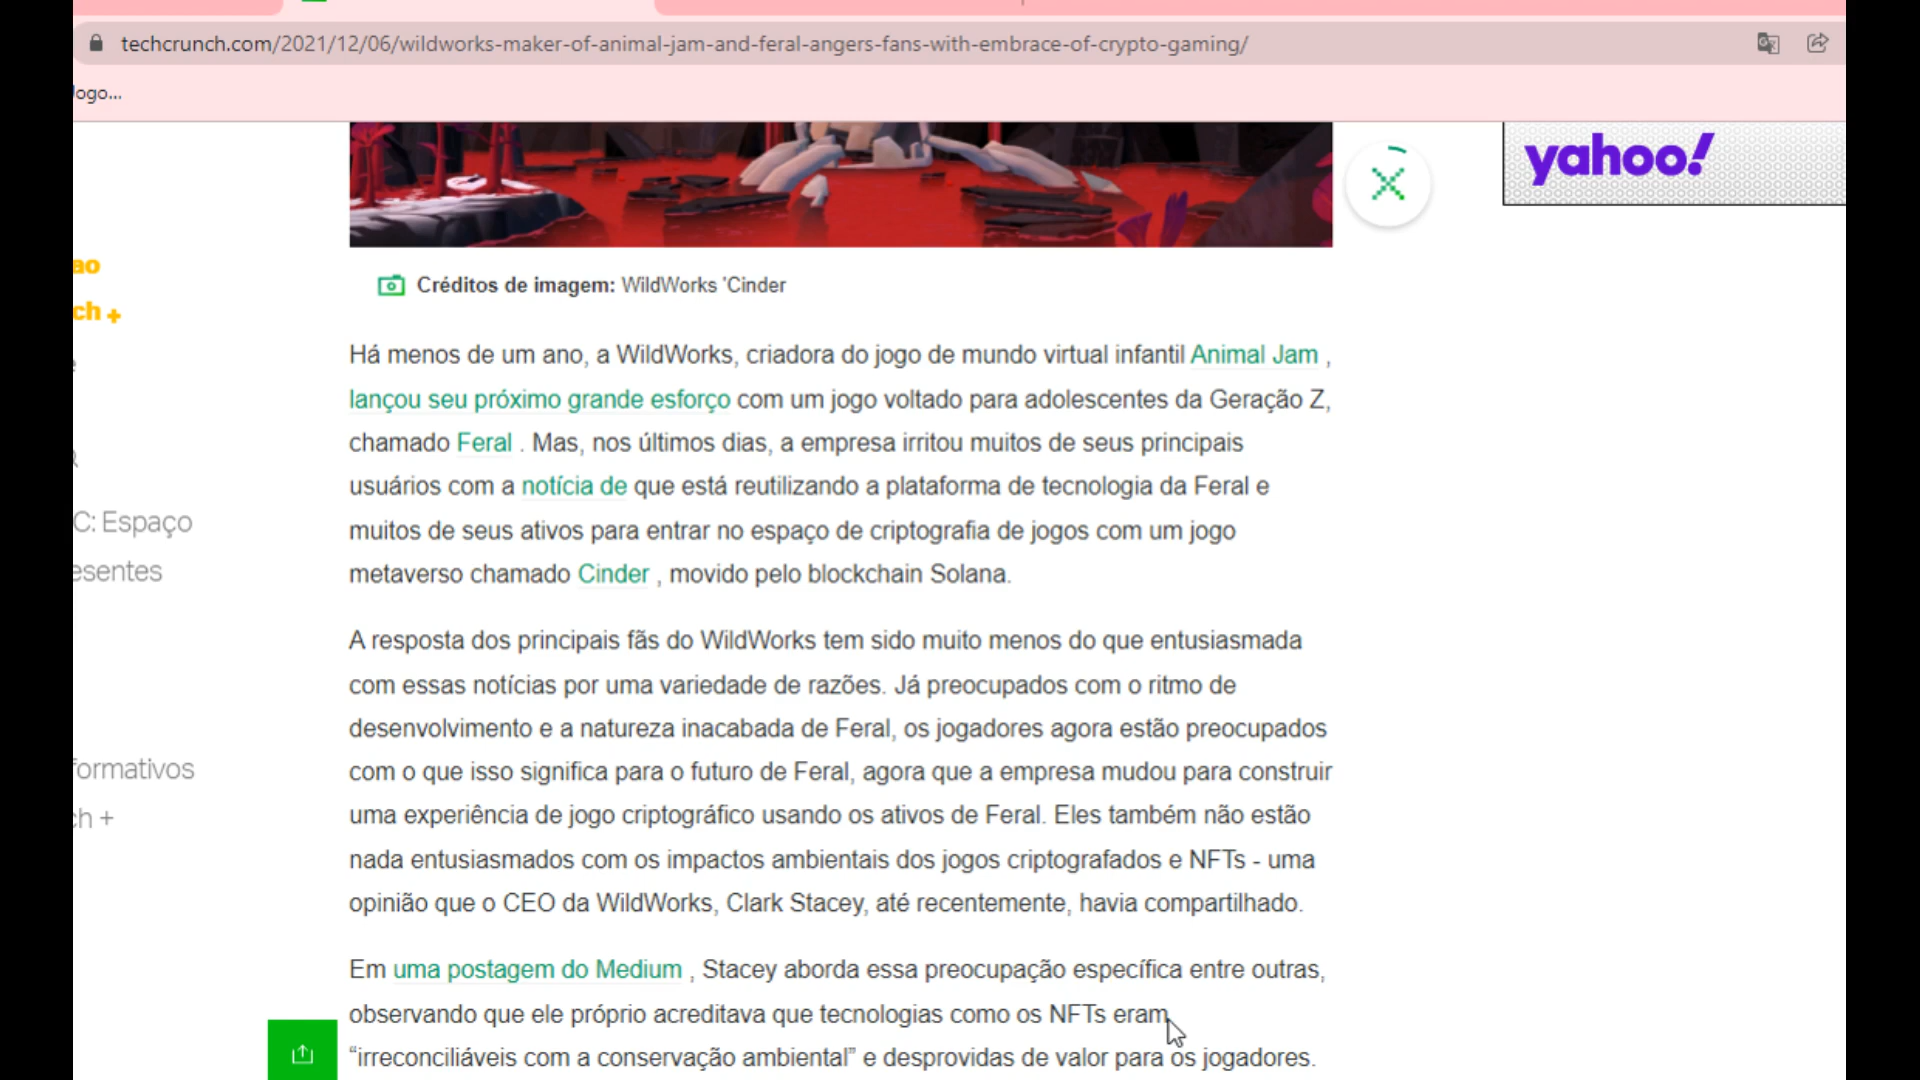 techcrunch.com/2021/12/06/wildworks-maker-of-animal-jam-and-feral-angers-fans-with-embrace-of-crypto-gaming/
ogo...
yahoo!
ao
ch +
e
C: Espaço
esentes
formativos
ch +
Créditos de imagem: WildWorks 'Cinder
Há menos de um ano, a WildWorks, criadora do jogo de mundo virtual infantil Animal Jam ,
lançou seu próximo grande esforço com um jogo voltado para adolescentes da Geração Z,
chamado Feral . Mas, nos últimos dias, a empresa irritou muitos de seus principais
usuários com a notícia de que está reutilizando a plataforma de tecnologia da Feral e
muitos de seus ativos para entrar no espaço de criptografia de jogos com um jogo
metaverso chamado Cinder , movido pelo blockchain Solana.
A resposta dos principais fãs do WildWorks tem sido muito menos do que entusiasmada
com essas notícias por uma variedade de razões. Já preocupados com o ritmo de
desenvolvimento e a natureza inacabada de Feral, os jogadores agora estão preocupados
com o que isso significa para o futuro de Feral, agora que a empresa mudou para construir
uma experiência de jogo criptográfico usando os ativos de Feral. Eles também não estão
nada entusiasmados com os impactos ambientais dos jogos criptografados e NFTs - uma
opinião que o CEO da WildWorks, Clark Stacey, até recentemente, havia compartilhado.
Em uma postagem do Medium , Stacey aborda essa preocupação específica entre outras,
observando que ele próprio acreditava que tecnologias como os NFTs eram
“irreconciliáveis com a conservação ambiental” e desprovidas de valor para os jogadores.